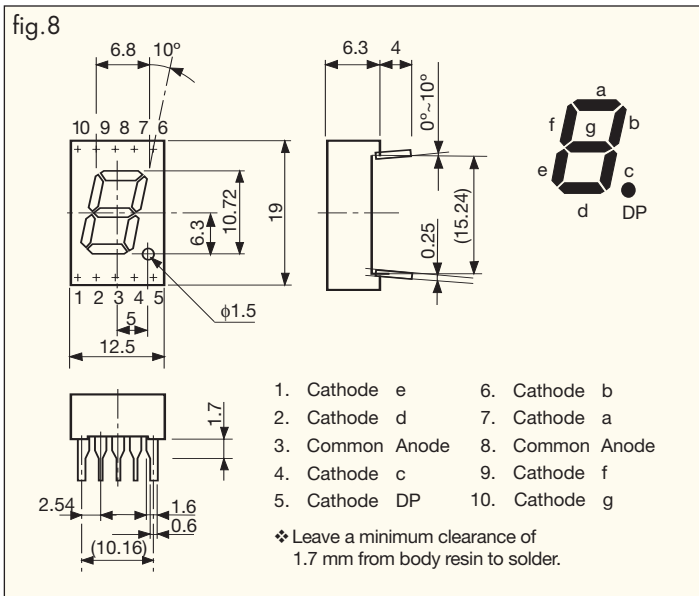 fig.8
6.8 10°
10 9 8 7 6
6.3
10.72
19
1 2 3 4 5
φ1.5
5
12.5
6.3 4
0°~10°
(15.24)
0.25
a
f b
g
e c
d DP
1.7
2.54 1.6
0.6
(10.16)
1. Cathode e 6. Cathode b
2. Cathode d 7. Cathode a
3. Common Anode 8. Common Anode
4. Cathode c 9. Cathode f
5. Cathode DP 10. Cathode g
❖ Leave a minimum clearance of
1.7 mm from body resin to solder.